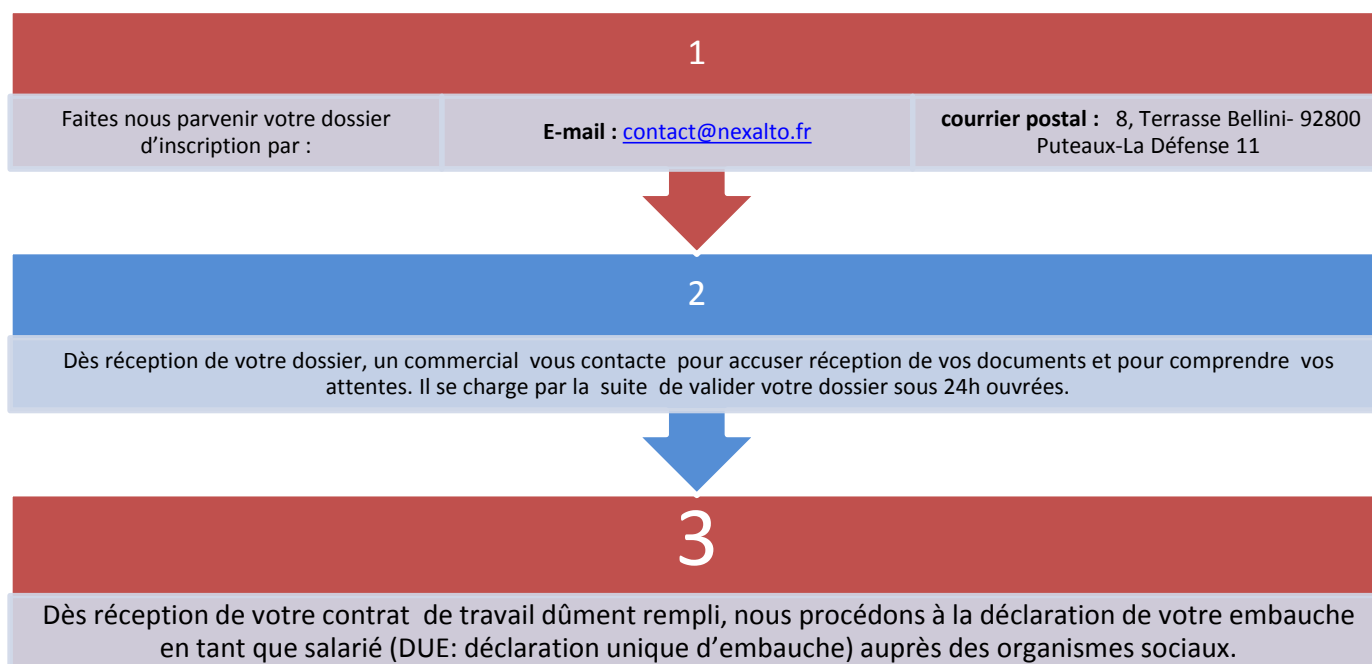 1
Faites nous parvenir votre dossier
d'inscription par :
E-mail : contact@nexalto.fr
courrier postal : 8, Terrasse Bellini- 92800
Puteaux-La Défense 11
2
Dès réception de votre dossier, un commercial vous contacte pour accuser réception de vos documents et pour comprendre vos
attentes. Il se charge par la suite de valider votre dossier sous 24h ouvrées.
3
Dès réception de votre contrat de travail dûment rempli, nous procédons à la déclaration de votre embauche
en tant que salarié (DUE: déclaration unique d'embauche) auprès des organismes sociaux.